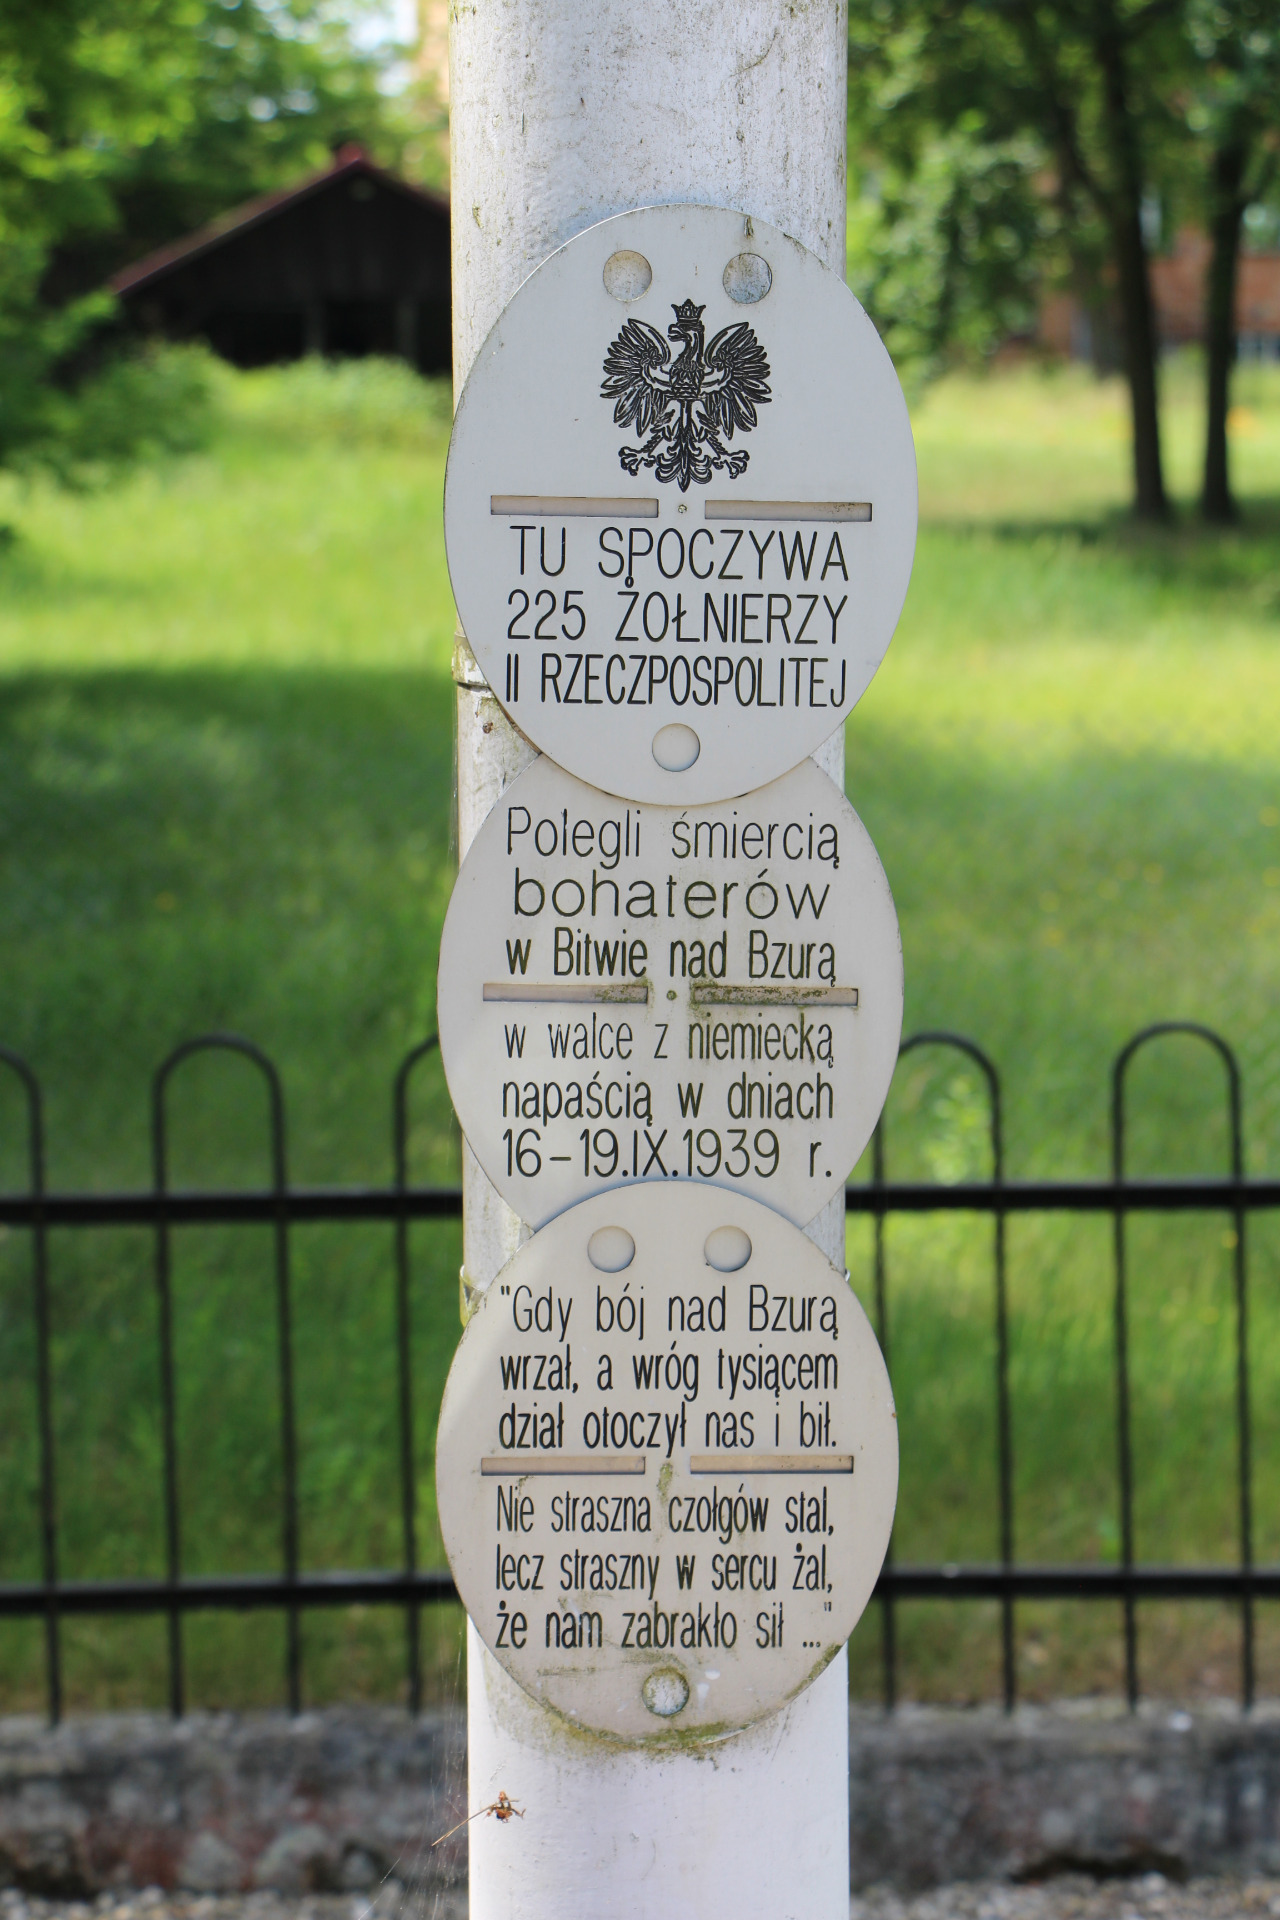 TU SPOCZYWA
225 ŻOŁNIERZY
II RZECZPOSPOLITEJ
Polegli śmiercią
bohaterów
w Bitwie nad Bzurą
w walce z niemiecką
napaścią w dniach
16-19.IX.1939 r.
"Gdy bój nad Bzurą
wrzał, a wróg tysiącem
dział otoczył nas i bił.
Nie straszna czołgów stal,
lecz straszny w sercu żal,
że nam zabrakło sił ..."